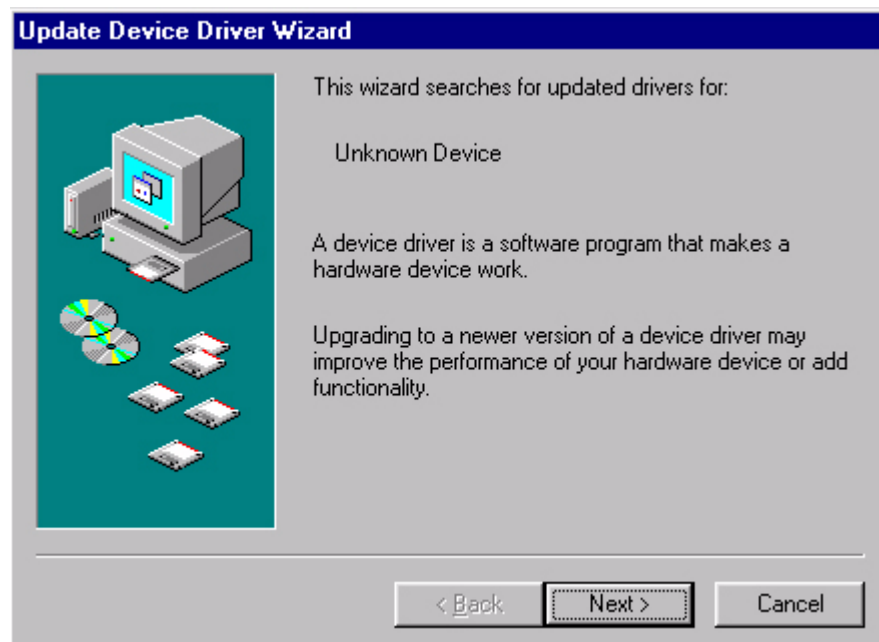 Update Device Driver Wizard
This wizard searches for updated drivers for:
Unknown Device
A device driver is a software program that makes a
hardware device work.
Upgrading to a newer version of a device driver may
improve the performance of your hardware device or add
functionality.
< Back
Next >
Cancel